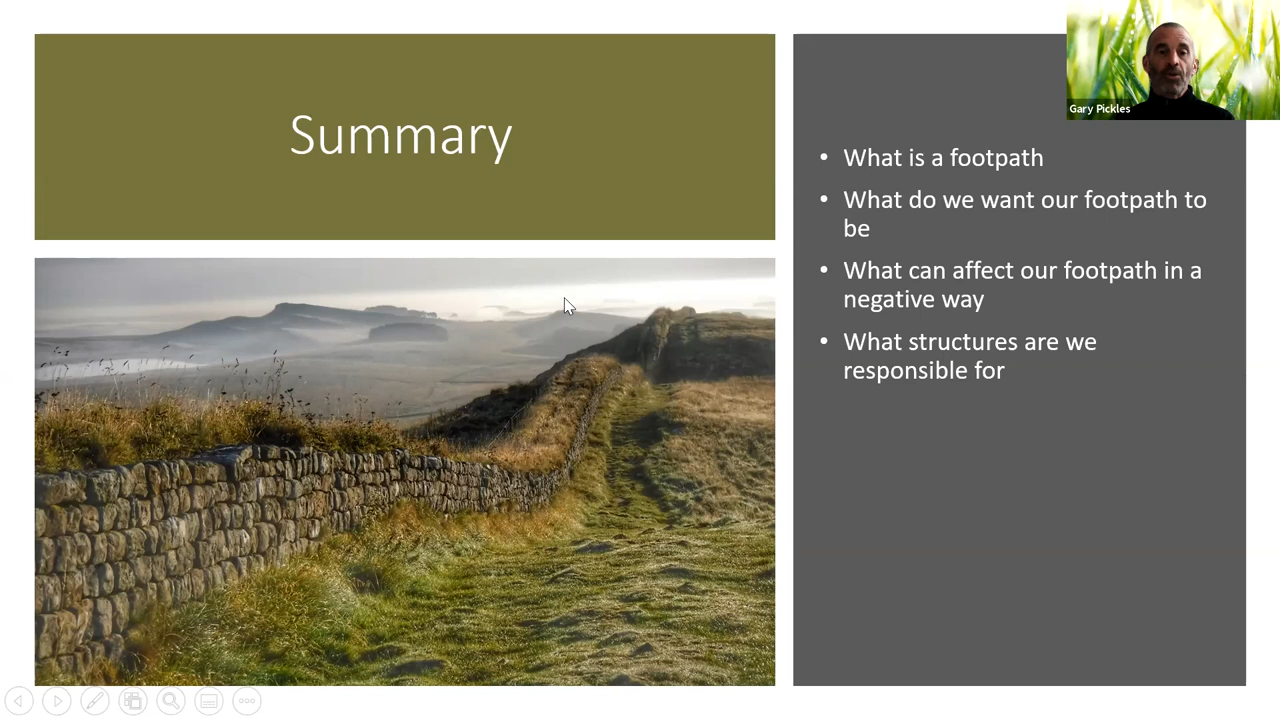 Summary
Gary Pickles
• What is a footpath
• What do we want our footpath to
be
• What can affect our footpath in a
negative way
• What structures are we
responsible for